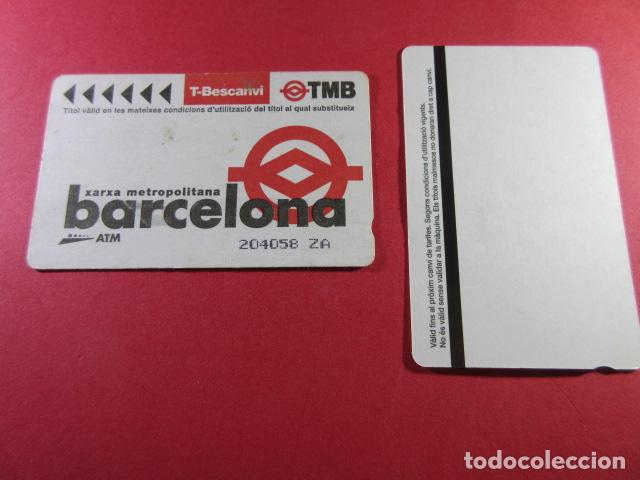 T-Bescanvi TMB
Títol vàlid en les mateixes condicions d'utilització del títol al qual substitueix
xarxa metropolitana
barcelona
ATM
204058 ZA
Vàlid fins al pròxim canvi de tarifes. Segons condicions d'utilització vigents.
No és vàlid sense validar a la màquina. Els títols malmesos no donaran dret a cap canvi.
todocoleccion.net